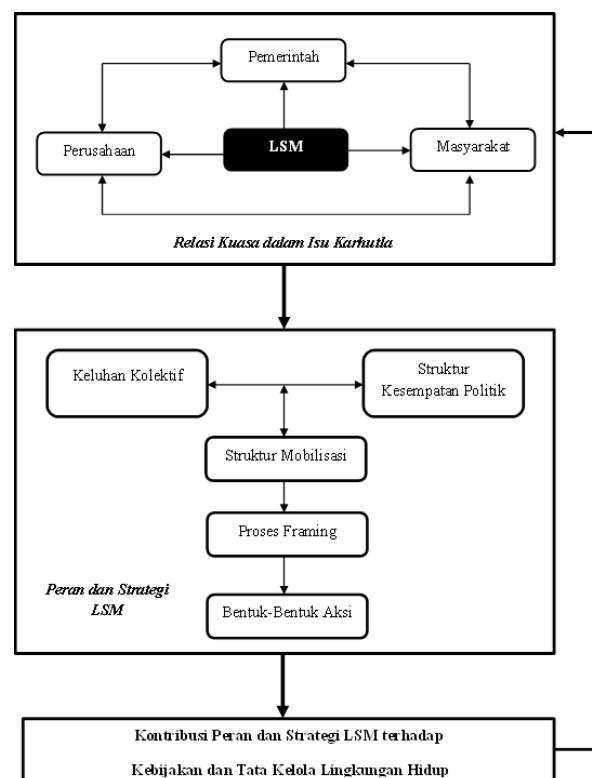 Pemerintah
Perusahaan
LSM
Masyarakat
Relasi Kuasa dalam Isu Karhutla
Keluhan Kolektif
Struktur
Kesempatan Politik
Struktur Mobilisasi
Proses Framing
Peran dan Strategi
LSM
Bentuk-Bentuk Aksi
Kontribusi Peran dan Strategi LSM terhadap
Kebijakan dan Tata Kelola Lingkungan Hidup